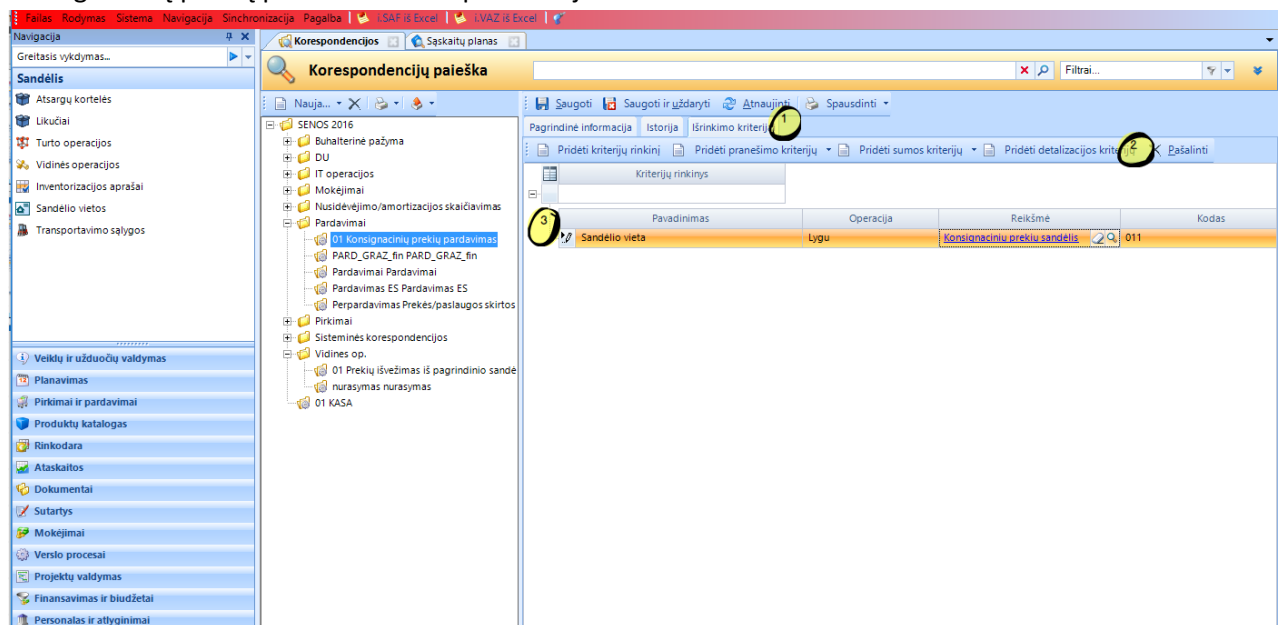 Failas Rodymas Sistema Navigacija Sinchronizacija Pagalba i.SAF iš Excel i.VAZ iš Excel
Navigacija
Greitasis vykdymas...
Sandėlis
Atsargų kortelės
Likučiai
Turto operacijos
Vidinės operacijos
Inventorizacijos aprašai
Sandėlio vietos
Transportavimo sąlygos
Veiklų ir užduočių valdymas
Planavimas
Pirkimai ir pardavimai
Produktų katalogas
Rinkodara
Ataskaitos
Dokumentai
Sutartys
Mokėjimai
Verslo procesai
Projektų valdymas
Finansavimas ir biudžetai
Personalas ir atlyginimai
Korespondencijos Sąskaitų planas
Korespondencijų paieška
Filtrai...
Nauja...
SENOS 2016
Buhalterinė pažyma
DU
IT operacijos
Mokėjimai
Nusidėvėjimo/amortizacijos skaičiavimas
Pardavimai
01 Konsignacinių prekių pardavimas
PARD_GRAZ_fin PARD_GRAZ_fin
Pardavimai Pardavimai
Pardavimas ES Pardavimas ES
Perpardavimas Prekės/paslaugos skirtos
Pirkimai
Sisteminės korespondencijos
Vidines op.
01 Prekių išvežimas iš pagrindinio sandė
nurasymas nurasymas
01 KASA
Saugoti Saugoti ir uždaryti Atnaujinti Spausdinti
Pagrindinė informacija Istorija Išrinkimo kriterijai 1
Pridėti kriterijų rinkinį Pridėti pranešimo kriterijų Pridėti sumos kriterijų Pridėti detalizacijos kriterijų 2 Pašalinti
Kriterijų rinkinys
3 Pavadinimas Operacija Reikšmė Kodas
Sandėlio vieta Lygu Konsignaciniu prekiu sandėlis 011